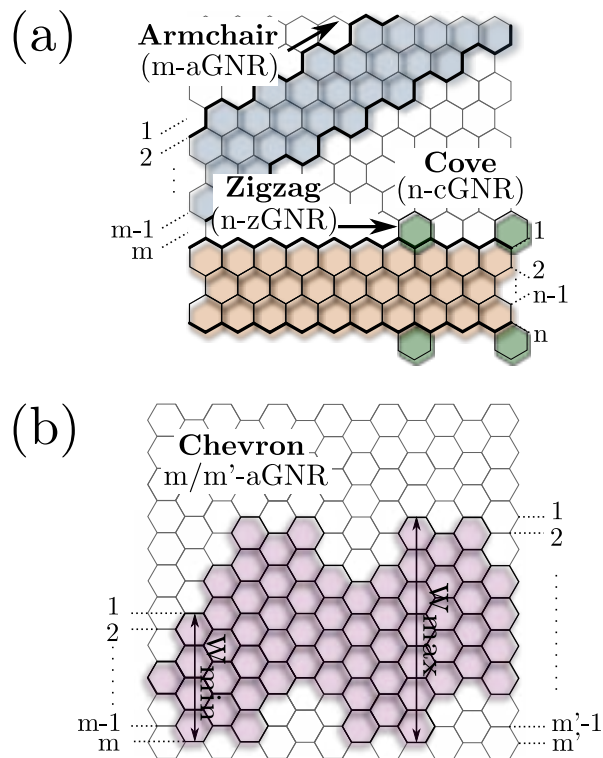 (a)
Armchair
(m-aGNR)
1
2
m-1
m
Zigzag
(n-zGNR)
Cove
(n-cGNR)
1
2
n-1
n
(b)
Chevron
m/m'-aGNR
1
2
1
2
W min
W max
m-1
m
m'-1
m'